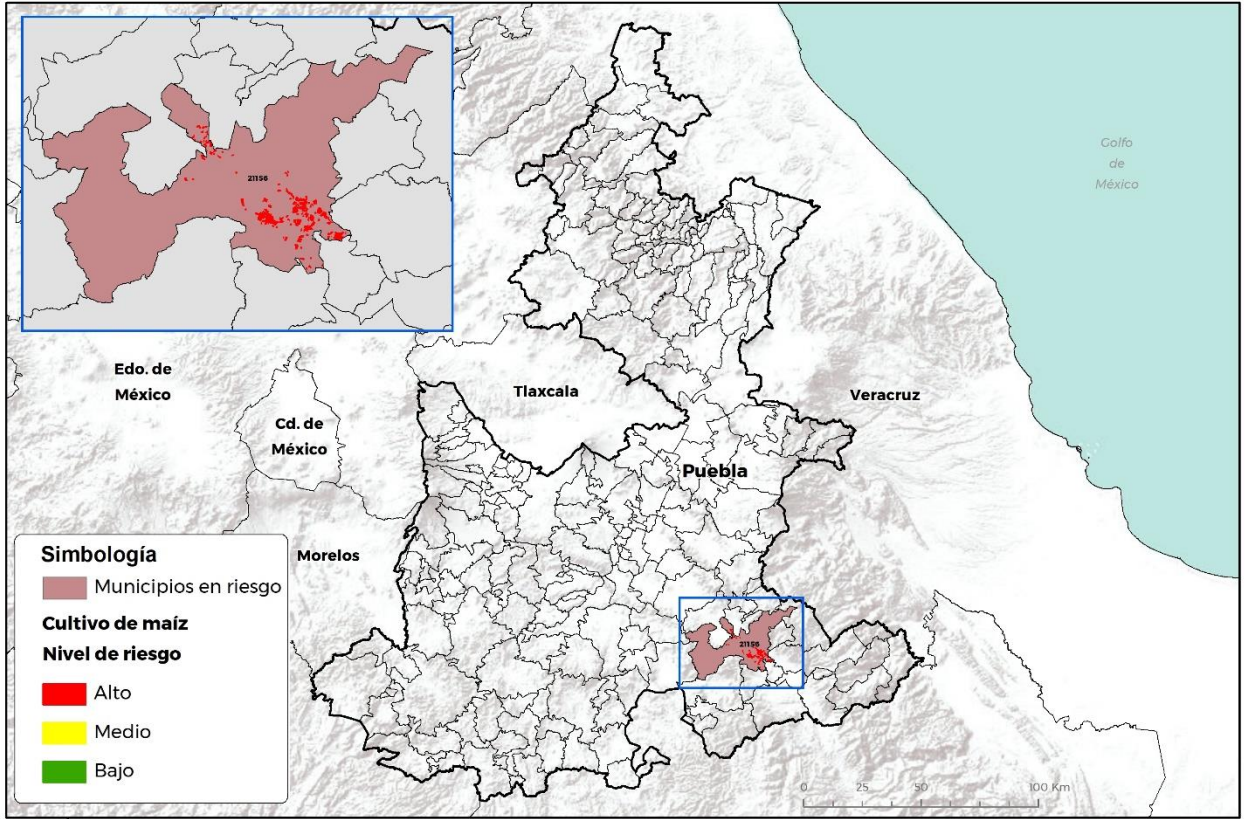 21156
Golfo
de
México
Edo. de
México
Tlaxcala
Veracruz
Cd. de
México
Puebla
Morelos
21156
Simbología
Municipios en riesgo
Cultivo de maíz
Nivel de riesgo
Alto
Medio
Bajo
0 25 50 100 Km